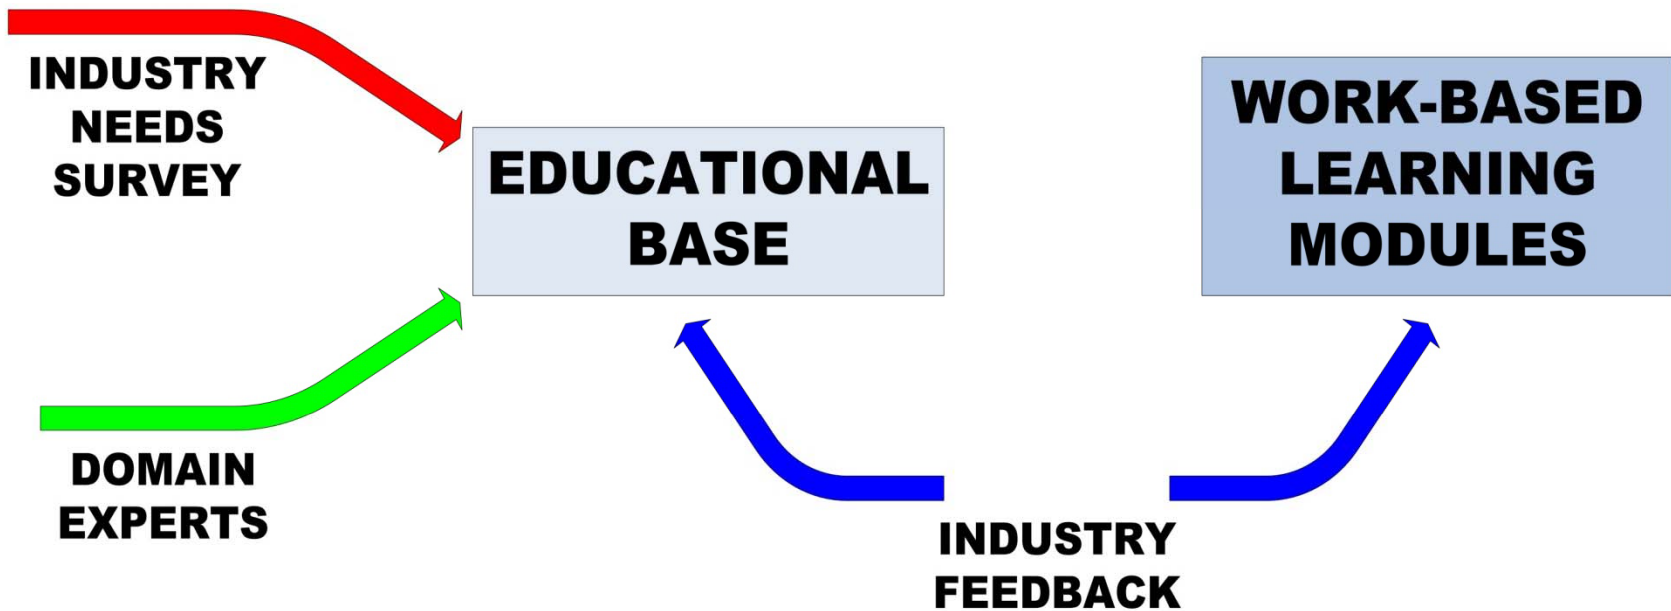 INDUSTRY
NEEDS
SURVEY
EDUCATIONAL
BASE
WORK-BASED
LEARNING
MODULES
DOMAIN
EXPERTS
INDUSTRY
FEEDBACK